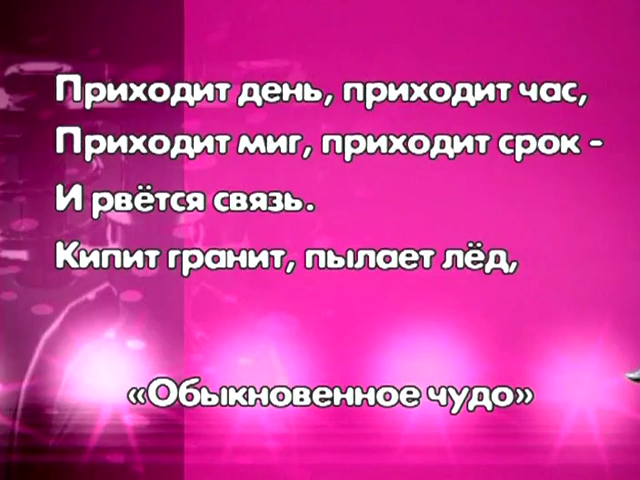 Приходит день, приходит час,
Приходит миг, приходит срок -
И рвётся связь.
Кипит гранит, пылает лёд,
«Обыкновенное чудо»